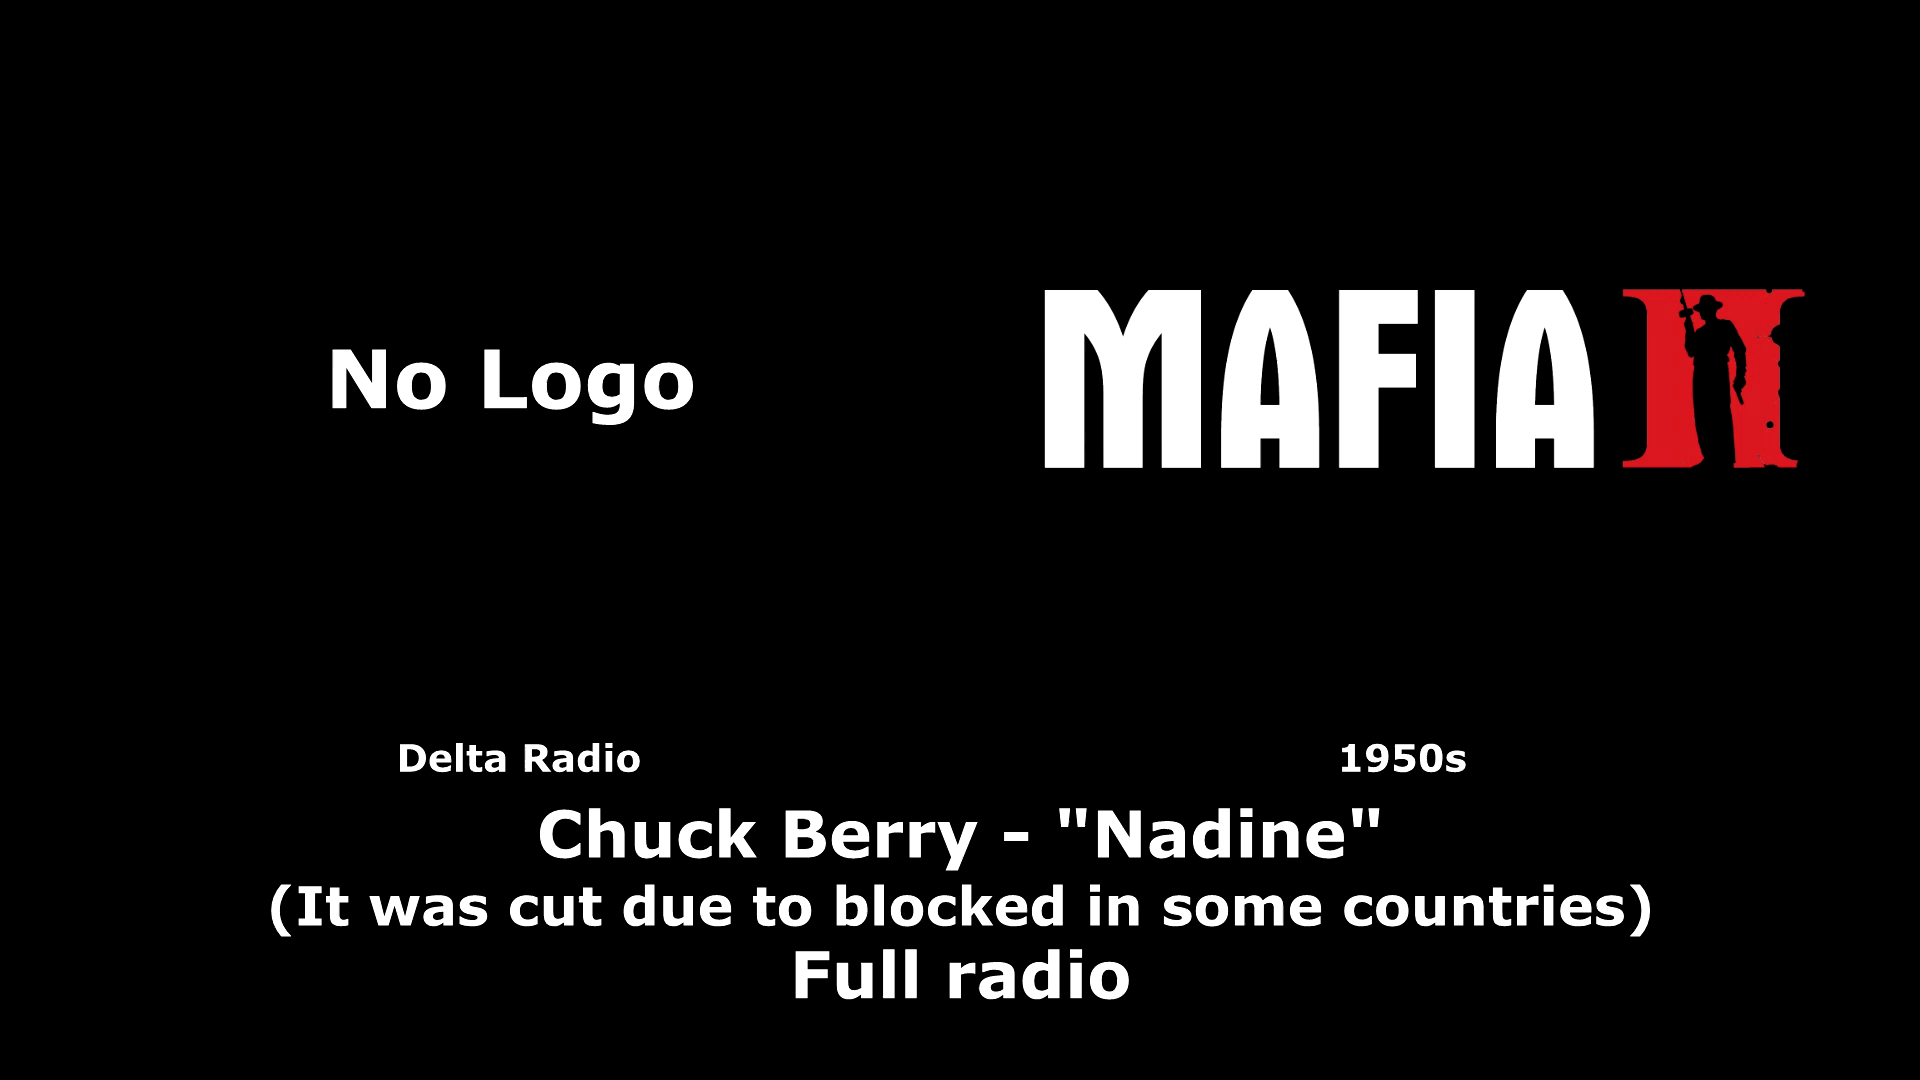 No Logo
MAFIA II
Delta Radio
1950s
Chuck Berry - "Nadine"
(It was cut due to blocked in some countries)
Full radio